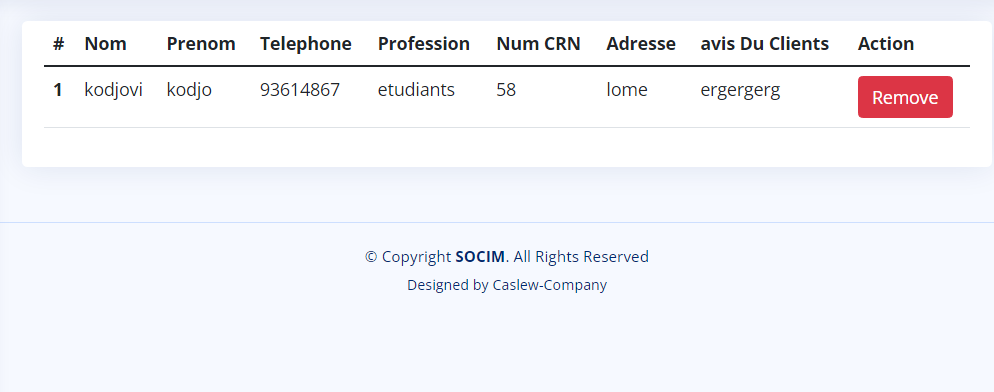 # Nom Prenom Telephone Profession Num CRN Adresse avis Du Clients Action
1 kodjovi kodjo 93614867 etudiants 58 lome ergergerg Remove
© Copyright SOCIM. All Rights Reserved
Designed by Caslew-Company